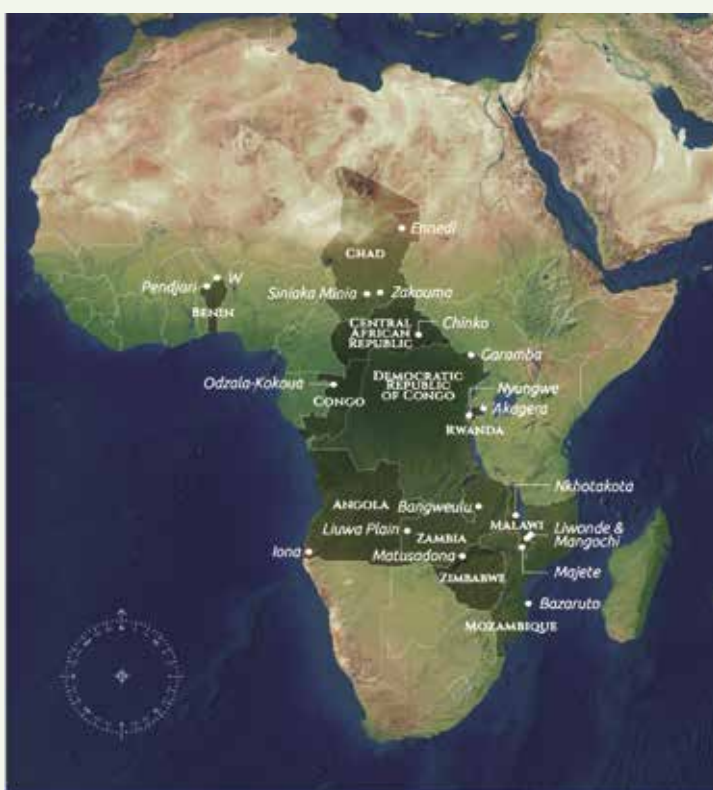 Ennedi
CHAD
W
Pendjari
BENIN
Siniaka Minia
Zakouma
CENTRAL
AFRICAN
REPUBLIC
Chinko
Garamba
Odzala-Kokoua
DEMOCRATIC
REPUBLIC
OF CONGO
CONGO
Nyungwe
Akagera
RWANDA
Nkhotakota
ANGOLA
Bangweulu
MALAWI
Liwonde &
Mangochi
Liuwa Plain
ZAMBIA
Iona
Matusadona
Majete
ZIMBABWE
Bazaruto
MOZAMBIQUE